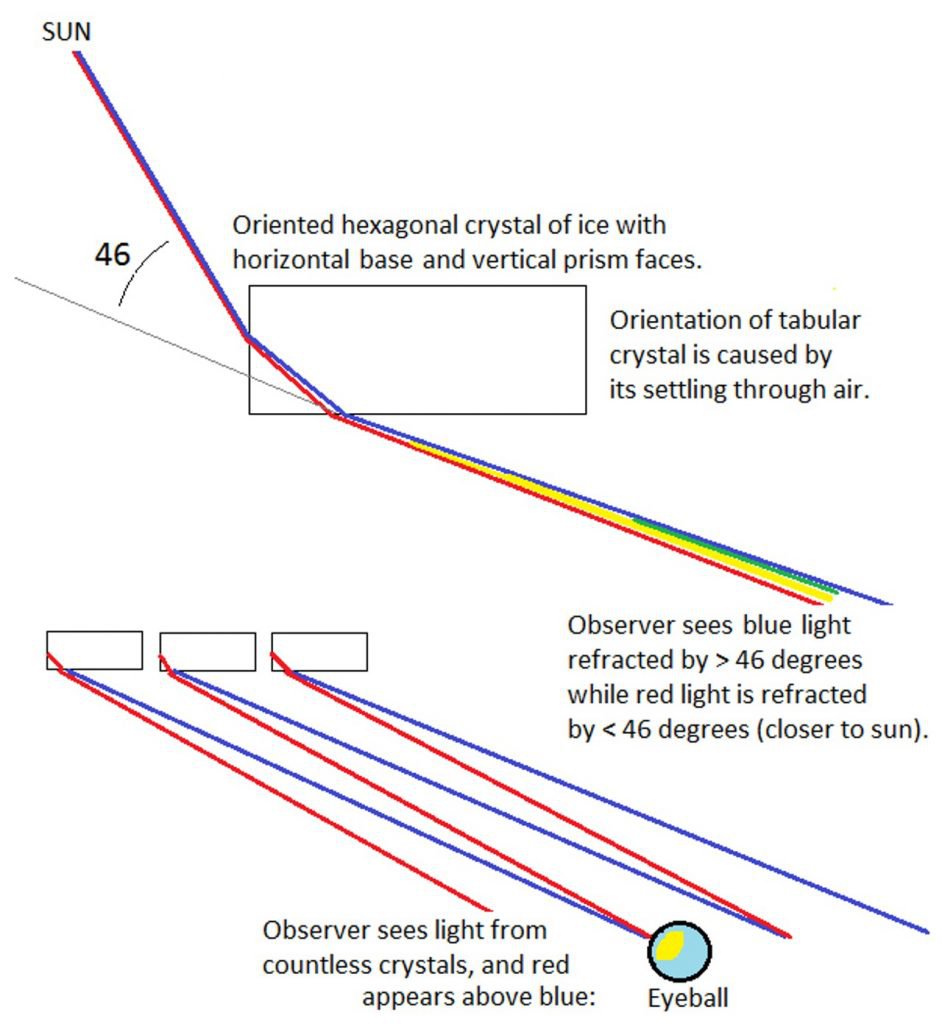 SUN
46
Oriented hexagonal crystal of ice with
horizontal base and vertical prism faces.
Orientation of tabular
crystal is caused by
its settling through air.
Observer sees blue light
refracted by > 46 degrees
while red light is refracted
by < 46 degrees (closer to sun).
Observer sees light from
countless crystals, and red
appears above blue:
Eyeball